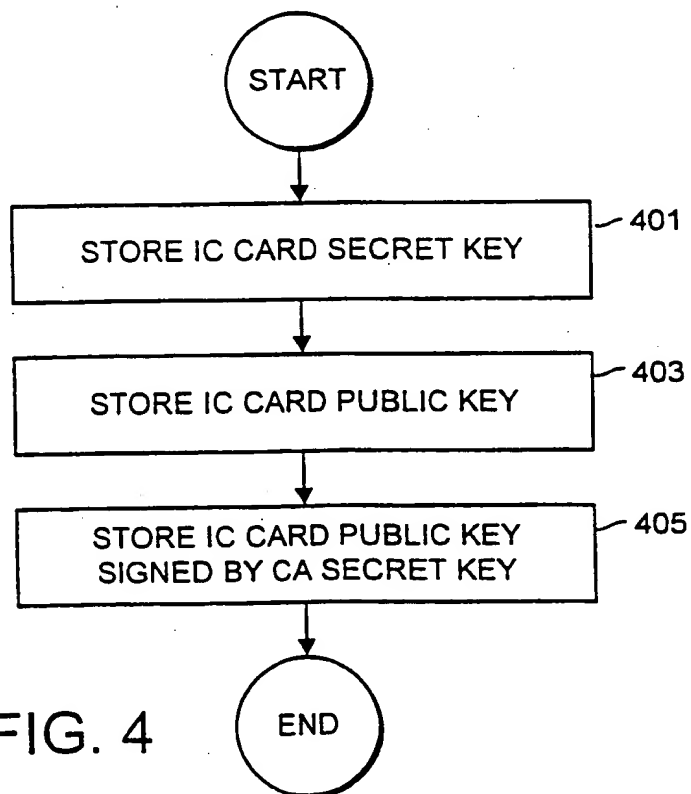 START
STORE IC CARD SECRET KEY
401
STORE IC CARD PUBLIC KEY
403
STORE IC CARD PUBLIC KEY
SIGNED BY CA SECRET KEY
405
END
FIG. 4